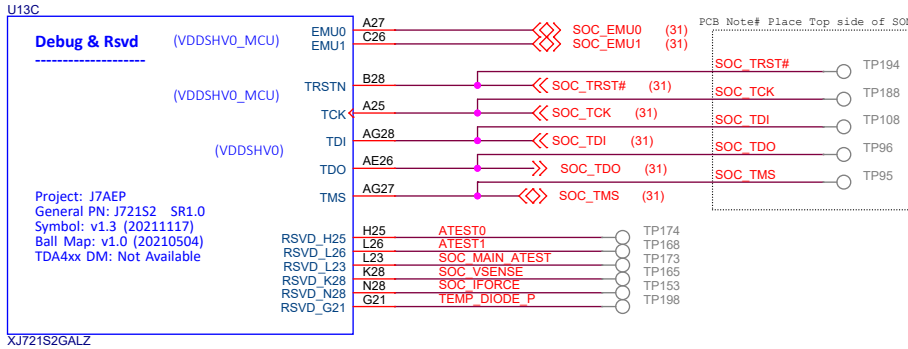 U13C
Debug & Rsvd
--------------------
(VDDSHV0_MCU)
(VDDSHV0_MCU)
(VDDSHV0)
Project: J7AEP
General PN: J721S2 SR1.0
Symbol: v1.3 (20211117)
Ball Map: v1.0 (20210504)
TDA4xx DM: Not Available
XJ721S2GALZ
PCB Note# Place Top side of SO
EMU0 A27 SOC_EMU0 (31)
EMU1 C26 SOC_EMU1 (31)
SOC_TRST# TP194
TRSTN B28 SOC_TRST# (31)
SOC_TCK TP188
TCK A25 SOC_TCK (31)
SOC_TDI TP108
TDI AG28 SOC_TDI (31)
SOC_TDO TP96
TDO AE26 SOC_TDO (31)
SOC_TMS TP95
TMS AG27 SOC_TMS (31)
RSVD_H25 H25 ATEST0 TP174
RSVD_L26 L26 ATEST1 TP168
RSVD_L23 L23 SOC_MAIN_ATEST TP173
RSVD_K28 K28 SOC_VSENSE TP165
RSVD_N28 N28 SOC_IFORCE TP153
RSVD_G21 G21 TEMP_DIODE_P TP198